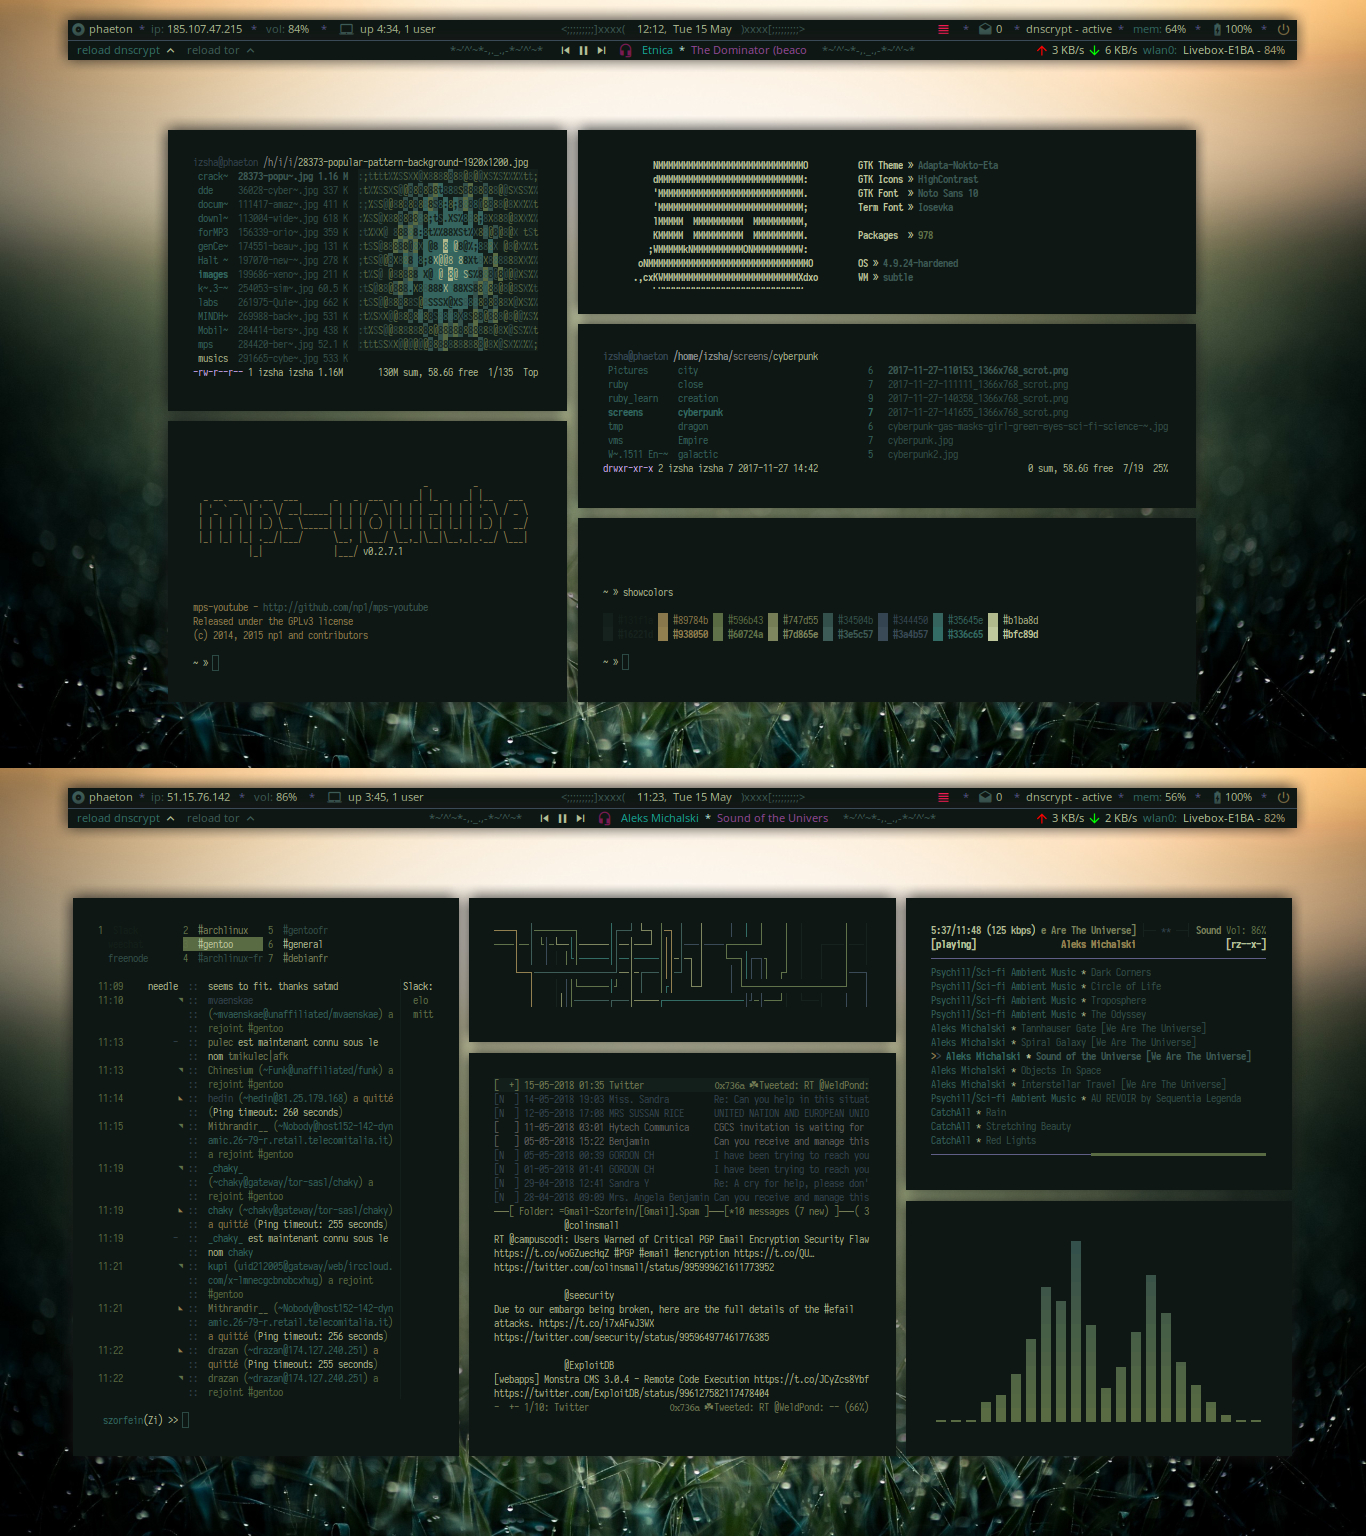 phaeton * ip: 185.107.47.215 * vol: 84% * up 4:34, 1 user <;;;;;;;;;]xxxx( 12:12, Tue 15 May )xxxx[;;;;;;;;;> * 0 * dnscrypt - active * mem: 64% * 100% *
reload dnscrypt reload tor *~^^~*-,._.,-*~^^~* Etnica * The Dominator (beaco *~^^~*-,._.,-*~^^~* 3 KB/s 6 KB/s wlan0: Livebox-E1BA - 84%
izsha@phaeton /h/i/i/28373-popular-pattern-background-1920x1200.jpg
crack~ 28373-popu~.jpg 1.16 M
dde 36028-cyber~.jpg 337 K
docum~ 111417-amaz~.jpg 411 K
downl~ 113004-wide~.jpg 618 K
forMP3 156339-orio~.jpg 359 K
genCe~ 174551-beau~.jpg 131 K
Halt ~ 197070-new-~.jpg 278 K
images 199686-xeno~.jpg 211 K
k~.3-~ 254053-sim~.jpg 60.5 K
labs 261975-Quie~.jpg 662 K
MINDH~ 269988-back~.jpg 531 K
Mobil~ 284414-bers~.jpg 438 K
mps 284420-ber~.jpg 52.1 K
musics 291665-cybe~.jpg 533 K
-rw-r--r-- 1 izsha izsha 1.16M 130M sum, 58.6G free 1/135 Top
GTK Theme » Adapta-Nokto-Eta
GTK Icons » HighContrast
GTK Font » Noto Sans 10
Term Font » Iosevka
Packages » 978
OS » 4.9.24-hardened
WM » subtle
izsha@phaeton /home/izsha/screens/cyberpunk
Pictures city 6 2017-11-27-110153_1366x768_scrot.png
ruby close 7 2017-11-27-111111_1366x768_scrot.png
ruby_learn creation 9 2017-11-27-140358_1366x768_scrot.png
screens cyberpunk 7 2017-11-27-141655_1366x768_scrot.png
tmp dragon 6 cyberpunk-gas-masks-girl-green-eyes-sci-fi-science-~.jpg
vms Empire 7 cyberpunk.jpg
W~.1511 En-~ galactic 5 cyberpunk2.jpg
drwxr-xr-x 2 izsha izsha 7 2017-11-27 14:42 0 sum, 58.6G free 7/19 25%
mps-youtube
v0.2.7.1
mps-youtube - http://github.com/np1/mps-youtube
Released under the GPLv3 license
(c) 2014, 2015 np1 and contributors
~ »
~ » showcolors
#89784b #596b43 #747d55 #34504b #344450 #35645e #b1ba8d
#938050 #60724a #7d865e #3e5c57 #3a4b57 #336c65 #bfc89d
~ »
phaeton * ip: 51.15.76.142 * vol: 86% * up 3:45, 1 user <;;;;;;;;;]xxxx( 11:23, Tue 15 May )xxxx[;;;;;;;;;> * 0 * dnscrypt - active * mem: 56% * 100% *
reload dnscrypt reload tor *~^^~*-,._.,-*~^^~* Aleks Michalski * Sound of the Univers *~^^~*-,._.,-*~^^~* 3 KB/s 2 KB/s wlan0: Livebox-E1BA - 82%
1 2 #archlinux 5 #gentoofr
#gentoo 6 #general
freenode 4 #archlinux-fr 7 #debianfr
11:09 needle :: seems to fit. thanks satmd Slack:
11:10 :: mvaenskae elo
:: (~mvaenskae@unaffiliated/mvaenskae) a mitt
:: rejoint #gentoo
11:13 - :: pulec est maintenant connu sous le
:: nom tmikulec|afk
11:13 :: Chinesium (~Funk@unaffiliated/funk) a
:: rejoint #gentoo
11:14 :: hedin (~hedin@81.25.179.168) a quitté
:: (Ping timeout: 260 seconds)
11:15 :: Mithrandir__ (~Nobody@host152-142-dyn
:: amic.26-79-r.retail.telecomitalia.it)
:: a rejoint #gentoo
11:19 :: _chaky_
:: (~chaky@gateway/tor-sasl/chaky) a
:: rejoint #gentoo
11:19 :: chaky (~chaky@gateway/tor-sasl/chaky)
:: a quitté (Ping timeout: 255 seconds)
11:19 - :: _chaky_ est maintenant connu sous le
:: nom chaky
11:21 :: kupi (uid212005@gateway/web/irccloud.
:: com/x-lmnecgcbnobcxhug) a rejoint
:: #gentoo
11:21 :: Mithrandir__ (~Nobody@host152-142-dyn
:: amic.26-79-r.retail.telecomitalia.it)
:: a quitté (Ping timeout: 256 seconds)
11:22 :: drazan (~drazan@174.127.240.251) a
:: quitté (Ping timeout: 255 seconds)
11:22 :: drazan (~drazan@174.127.240.251) a
:: rejoint #gentoo
szorfein(Zi) >>
[ +] 15-05-2018 01:35 Twitter 0x736a ☘Tweeted: RT @WeldPond:
[N ] 14-05-2018 19:03 Miss. Sandra Re: Can you help in this situat
[N ] 12-05-2018 17:08 MRS SUSSAN RICE UNITED NATION AND EUROPEAN UNIO
[ ] 11-05-2018 03:01 Hytech Communica CGCS invitation is waiting for
[ ] 05-05-2018 15:22 Benjamin Can you receive and manage this
[N ] 05-05-2018 00:39 GORDON CH I have been trying to reach you
[N ] 01-05-2018 01:41 GORDON CH I have been trying to reach you
[N ] 29-04-2018 12:41 Sandra Y Re: A cry for help, please don'
[N ] 28-04-2018 09:09 Mrs. Angela Benjamin Can you receive and manage this
──[ Folder: =Gmail-Szorfein/[Gmail].Spam ]──[*10 messages (7 new) ]──( 3
@colinsmall
RT @campuscodi: Users Warned of Critical PGP Email Encryption Security Flaw
https://t.co/woGZuecHqZ #PGP #email #encryption https://t.co/QU…
https://twitter.com/colinsmall/status/995999621611773952
@seecurity
Due to our embargo being broken, here are the full details of the #efail
attacks. https://t.co/i7xAFwJ3WX
https://twitter.com/seecurity/status/995964977461776385
@ExploitDB
[webapps] Monstra CMS 3.0.4 - Remote Code Execution https://t.co/JCyZcs8Ybf
https://twitter.com/ExploitDB/status/996127582117478404
- +- 1/10: Twitter 0x736a ☘Tweeted: RT @WeldPond: -- (66%)
5:37/11:48 (125 kbps) e Are The Universe] ** Sound Vol: 86%
[playing] Aleks Michalski [rz--x-]
Psychill/Sci-fi Ambient Music * Dark Corners
Psychill/Sci-fi Ambient Music * Circle of Life
Psychill/Sci-fi Ambient Music * Troposphere
Psychill/Sci-fi Ambient Music * The Odyssey
Aleks Michalski * Tannhauser Gate [We Are The Universe]
Aleks Michalski * Spiral Galaxy [We Are The Universe]
>> Aleks Michalski * Sound of the Universe [We Are The Universe]
Aleks Michalski * Objects In Space
Aleks Michalski * Interstellar Travel [We Are The Universe]
Psychill/Sci-fi Ambient Music * AU REVOIR by Sequentia Legenda
CatchAll * Rain
CatchAll * Stretching Beauty
CatchAll * Red Lights